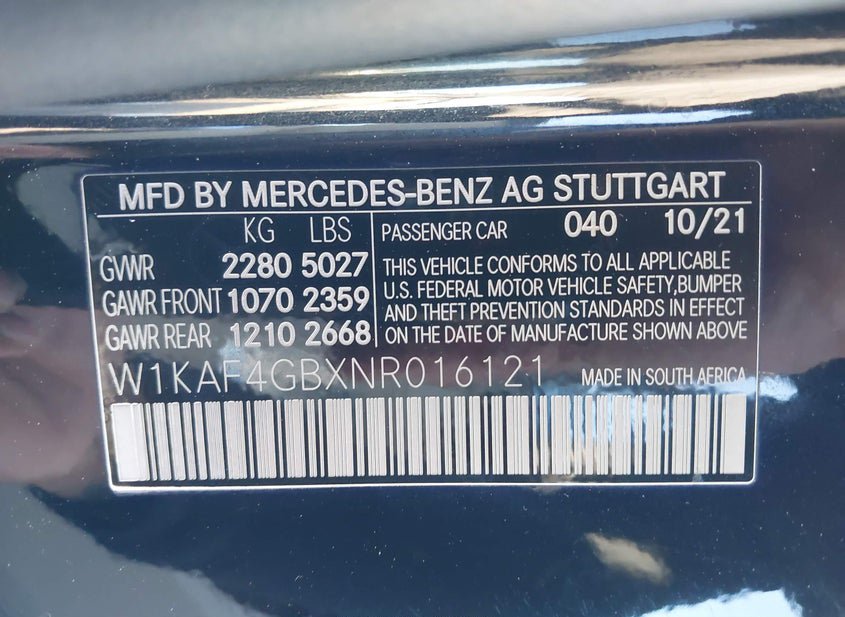 MFD BY MERCEDES-BENZ AG STUTTGART
KG LBS
GVWR 2280 5027
GAWR FRONT 1070 2359
GAWR REAR 1210 2668
PASSENGER CAR 040 10/21
THIS VEHICLE CONFORMS TO ALL APPLICABLE
U.S. FEDERAL MOTOR VEHICLE SAFETY,BUMPER
AND THEFT PREVENTION STANDARDS IN EFFECT
ON THE DATE OF MANUFACTURE SHOWN ABOVE
W1KAF4GBXNR016121 MADE IN SOUTH AFRICA